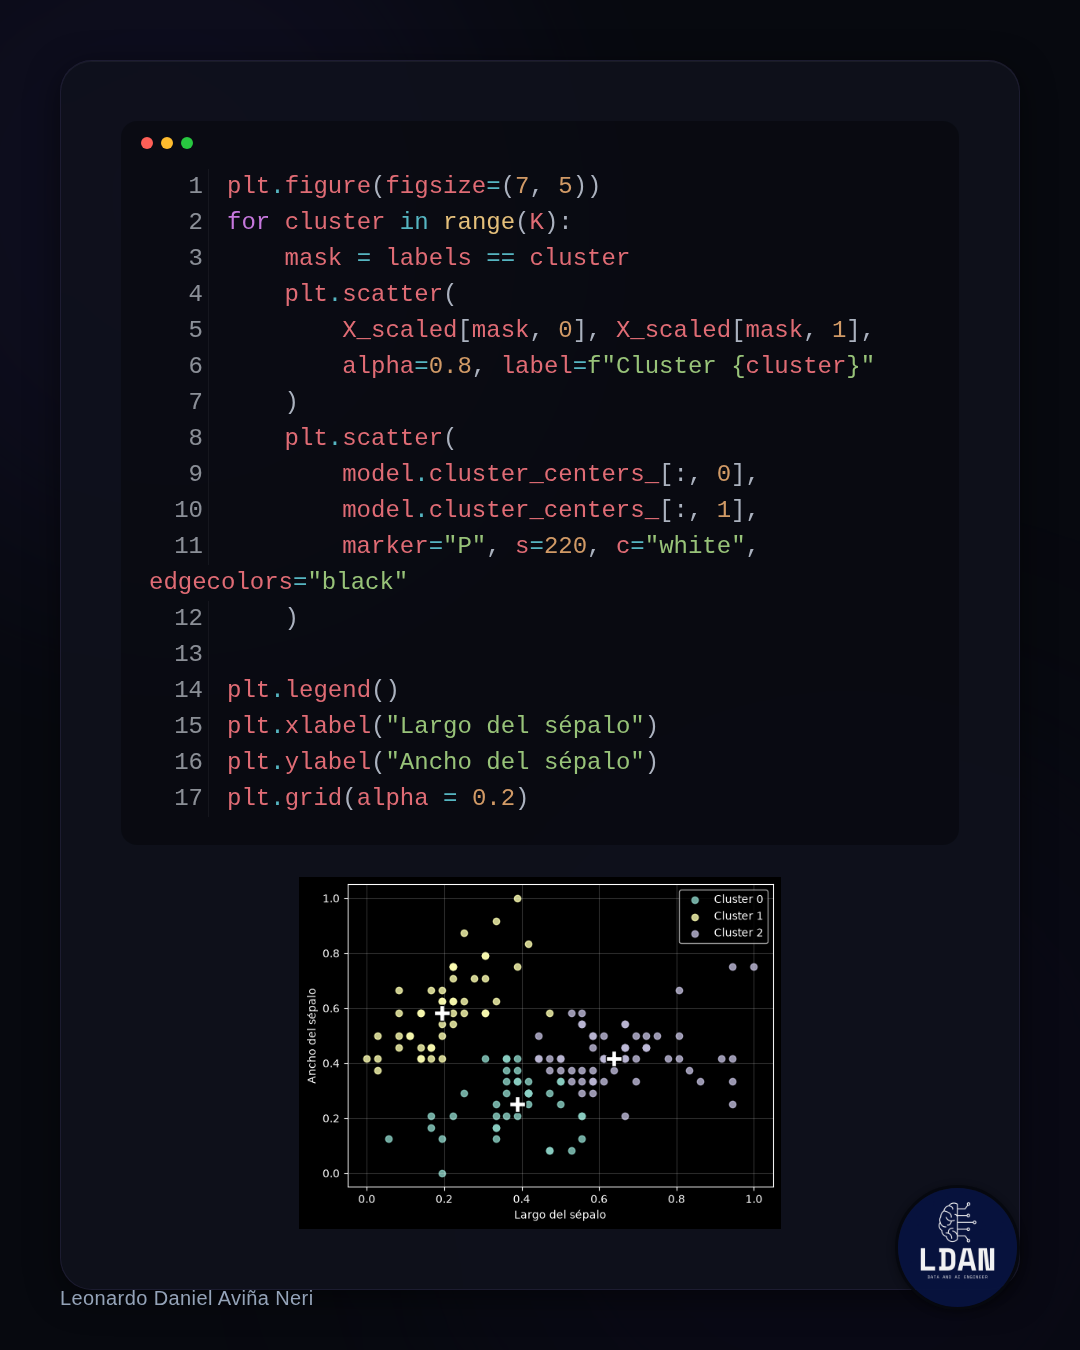 1 plt.figure(figsize=(7, 5))
2 for cluster in range(K):
3     mask = labels == cluster
4     plt.scatter(
5         X_scaled[mask, 0], X_scaled[mask, 1],
6         alpha=0.8, label=f"Cluster {cluster}"
7     )
8     plt.scatter(
9         model.cluster_centers_[:, 0],
10         model.cluster_centers_[:, 1],
11         marker="P", s=220, c="white",
edgecolors="black"
12     )
13
14 plt.legend()
15 plt.xlabel("Largo del sépalo")
16 plt.ylabel("Ancho del sépalo")
17 plt.grid(alpha = 0.2)
Cluster 0
Cluster 1
Cluster 2
1.0
0.8
0.6
0.4
0.2
0.0
Ancho del sépalo
0.0 0.2 0.4 0.6 0.8 1.0
Largo del sépalo
LDAN
DATA AND AI ENGINEER
Leonardo Daniel Aviña Neri